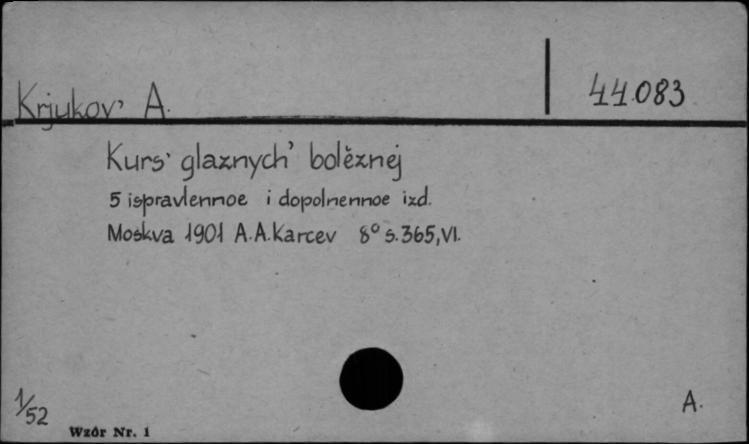 Krjukov' A.
44.083
Kurs' glaznych' bolěznej
5 ispravlennoe i dopolnennoe izd.
Moskva 1901 A.A.Karcev 8° s.365,VI.
1/52
A.
Wzór Nr. 1